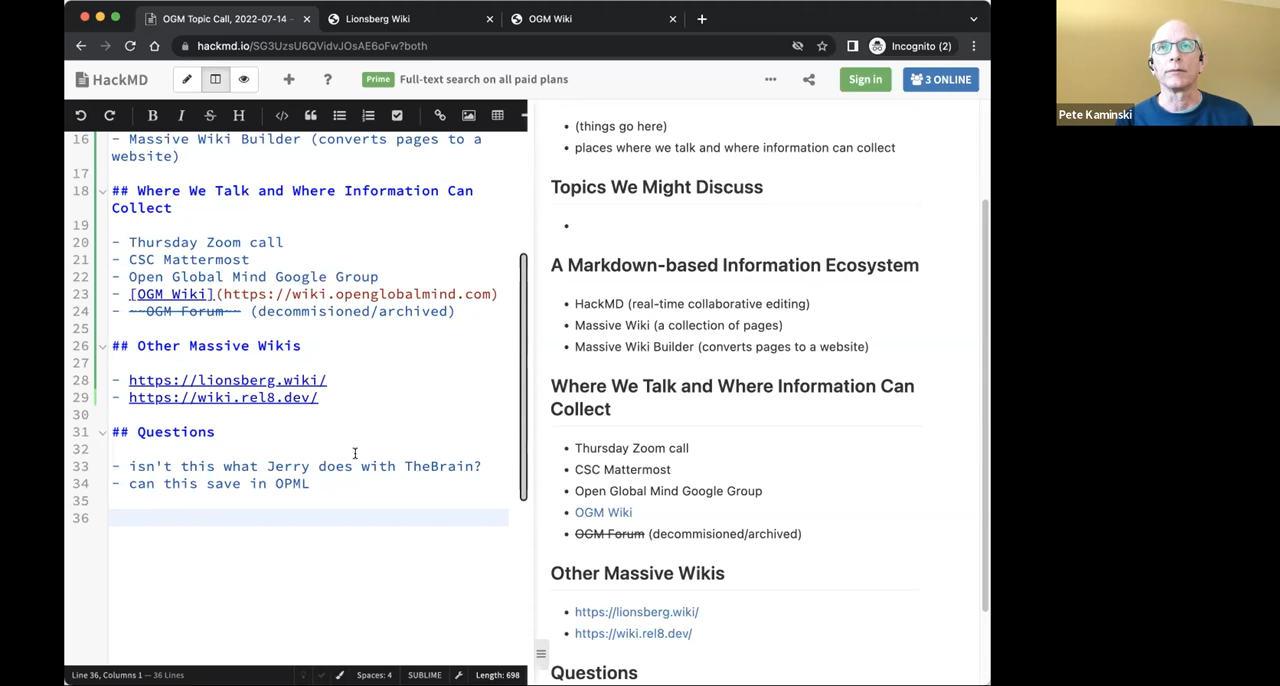 OGM Topic Call, 2022-07-14 -
Lionsberg Wiki
OGM Wiki
hackmd.io/SG3UzsU6QVidvJOsAE6oFw?both
Incognito (2)
HackMD
Prime
Full-text search on all paid plans
Sign in
3 ONLINE
Pete Kaminski
16 - Massive Wiki Builder (converts pages to a
website)
17
18 ## Where We Talk and Where Information Can
Collect
19
20 - Thursday Zoom call
21 - CSC Mattermost
22 - Open Global Mind Google Group
23 - [OGM Wiki](https://wiki.openglobalmind.com)
24 - ~~OGM Forum~~ (decommisioned/archived)
25
26 ## Other Massive Wikis
27
28 - https://lionsberg.wiki/
29 - https://wiki.rel8.dev/
30
31 ## Questions
32
33 - isn't this what Jerry does with TheBrain?
34 - can this save in OPML
35
36
Line 36, Columns 1 — 36 Lines
Spaces: 4
SUBLIME
Length: 698
• (things go here)
• places where we talk and where information can collect
Topics We Might Discuss
•
A Markdown-based Information Ecosystem
• HackMD (real-time collaborative editing)
• Massive Wiki (a collection of pages)
• Massive Wiki Builder (converts pages to a website)
Where We Talk and Where Information Can
Collect
• Thursday Zoom call
• CSC Mattermost
• Open Global Mind Google Group
• OGM Wiki
• OGM Forum (decommisioned/archived)
Other Massive Wikis
• https://lionsberg.wiki/
• https://wiki.rel8.dev/
Questions